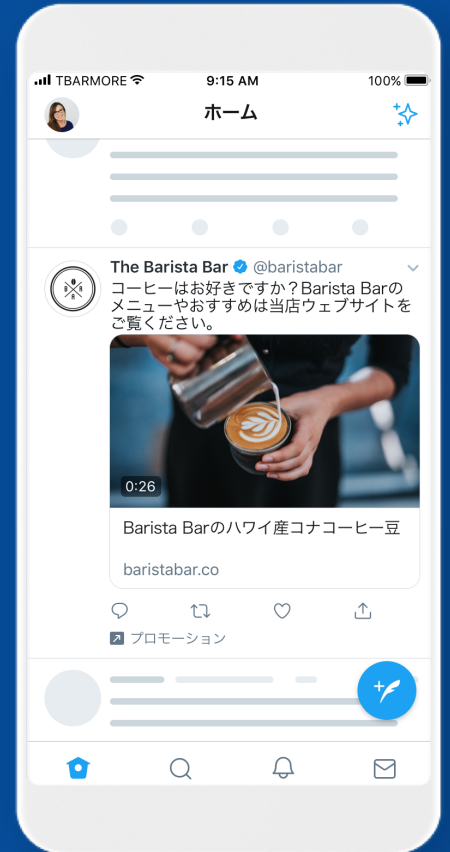 TBARMORE 9:15 AM 100%
ホーム
The Barista Bar @baristabar
コーヒーはお好きですか？Barista Barの
メニューやおすすめは当店ウェブサイトを
ご覧ください。
0:26
Barista Barのハワイ産コナコーヒー豆
baristabar.co
プロモーション